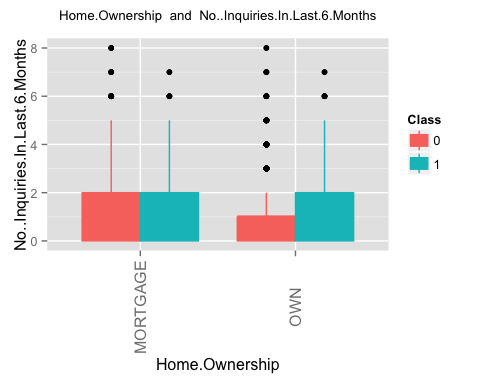 Home.Ownership and No..Inquiries.In.Last.6.Months
No..Inquiries.In.Last.6.Months
8
6
4
2
0
Class
0
1
MORTGAGE
OWN
Home.Ownership